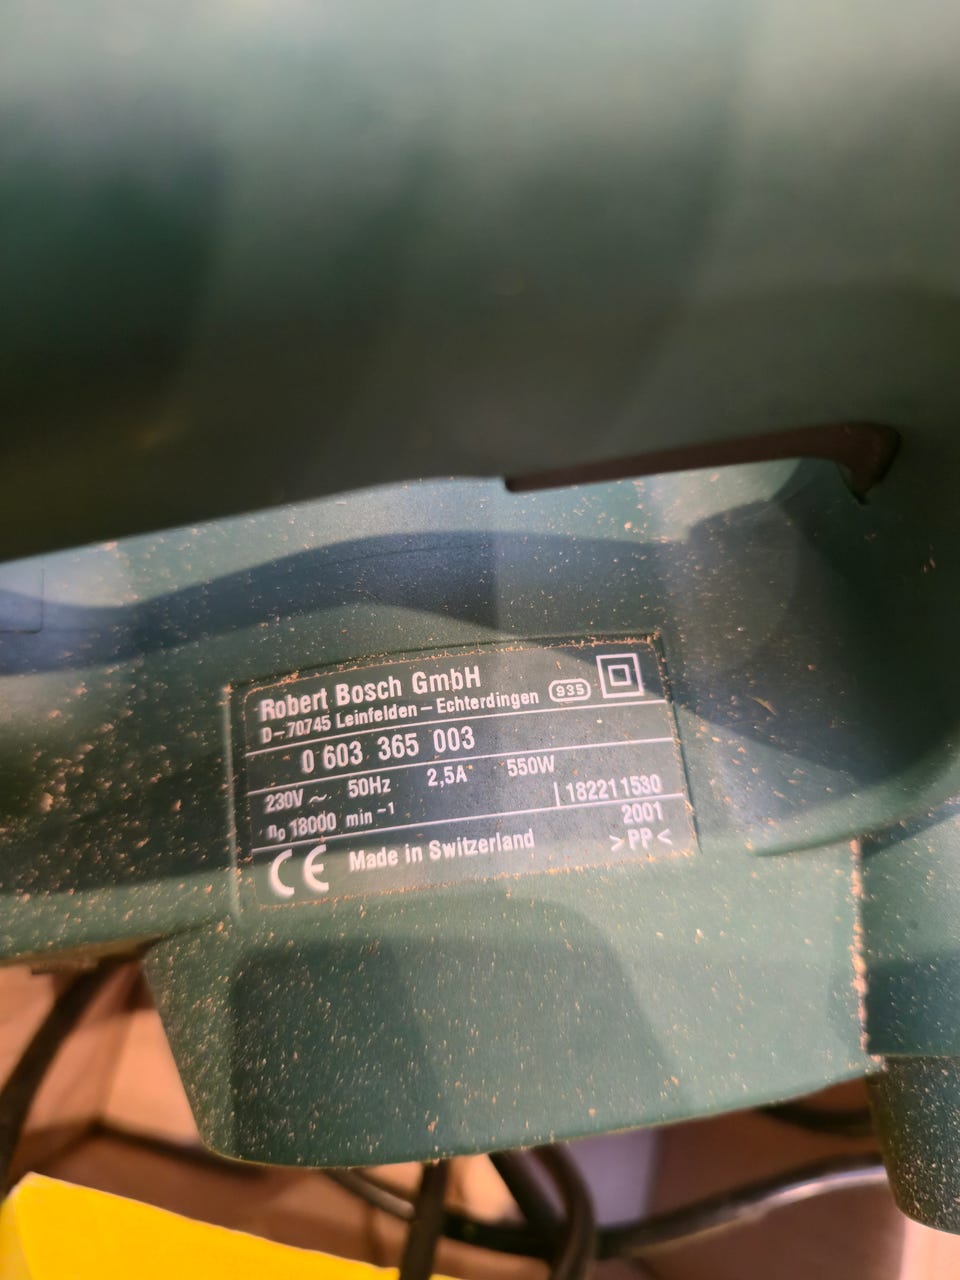 Robert Bosch GmbH
D-70745 Leinfelden – Echterdingen 935
0 603 365 003
230V ~ 50Hz 2,5A 550W
n₀ 18000 min⁻¹ 182211530
2001
CE Made in Switzerland >PP<